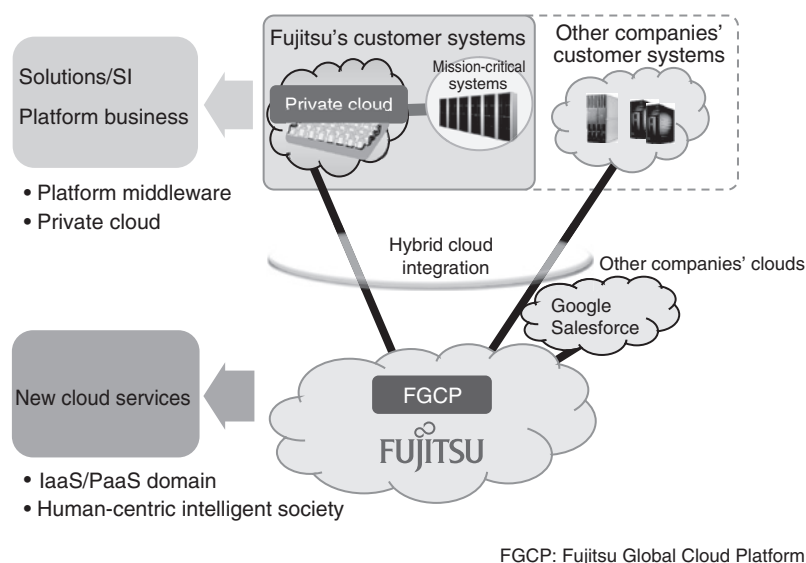 Fujitsu's customer systems
Other companies'
customer systems
Solutions/SI
Platform business
Private cloud
Mission-critical
systems
• Platform middleware
• Private cloud
Hybrid cloud
integration
Other companies' clouds
Google
Salesforce
New cloud services
FGCP
FUJITSU
• IaaS/PaaS domain
• Human-centric intelligent society
FGCP: Fujitsu Global Cloud Platform